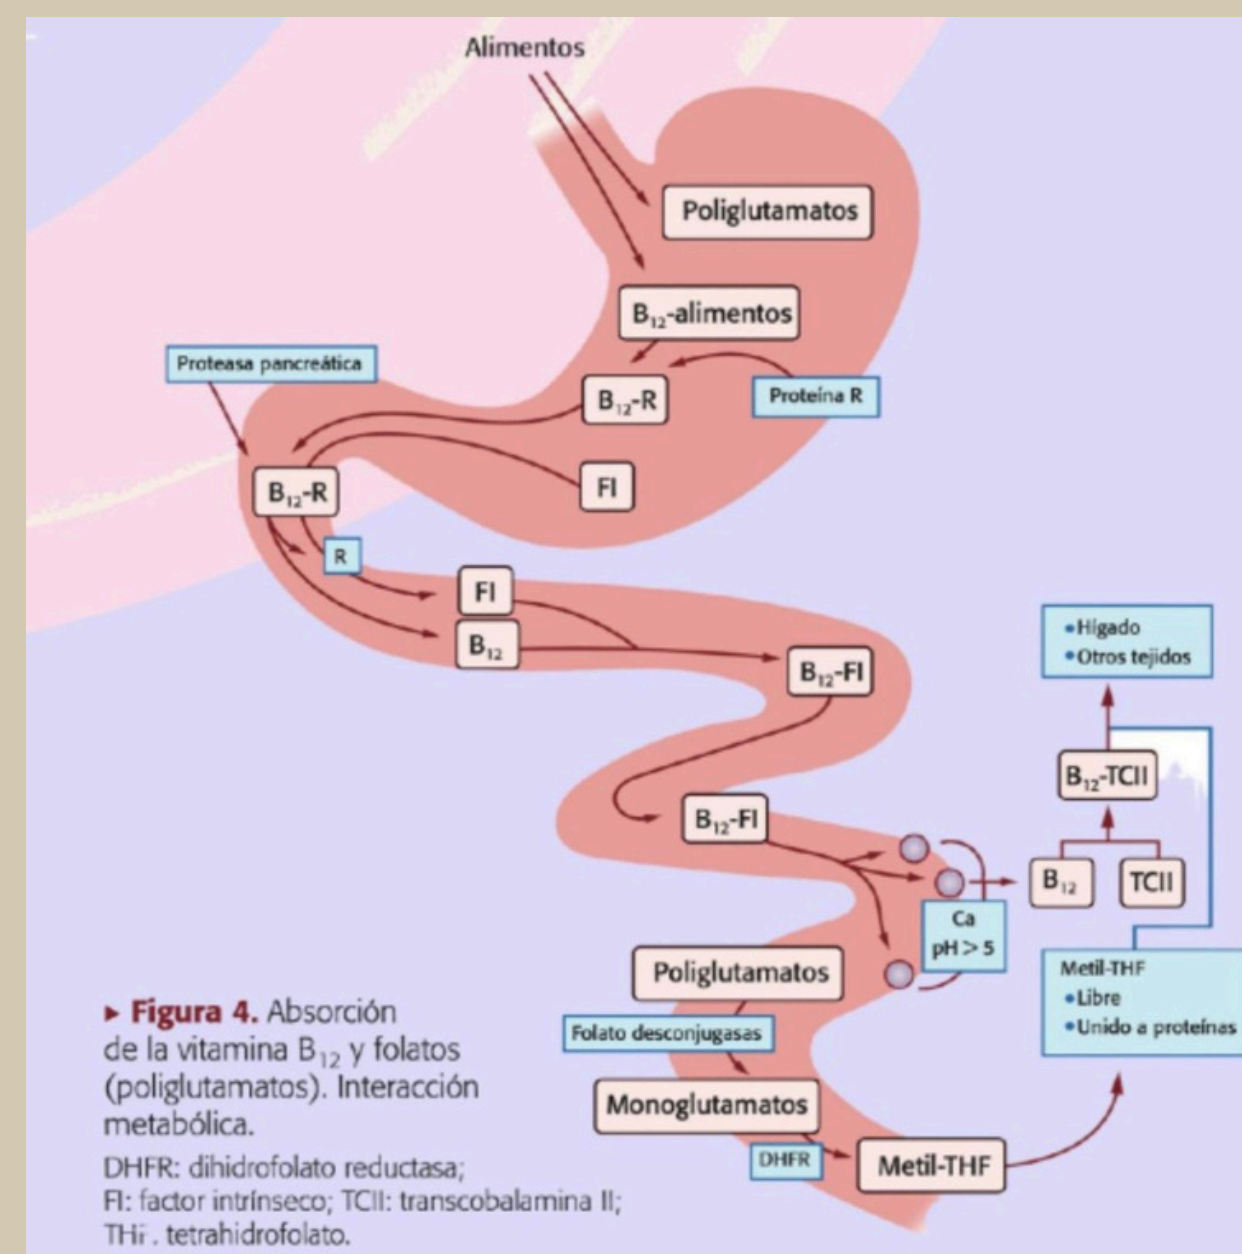 Alimentos
Poliglutamatos
B₁₂-alimentos
Proteasa pancreática
B₁₂-R
Proteína R
B₁₂-R
FI
R
FI
B₁₂
B₁₂-FI
•Hígado
•Otros tejidos
B₁₂-TCII
B₁₂-FI
B₁₂
TCII
Ca
pH > 5
Poliglutamatos
Metil-THF
•Libre
•Unido a proteínas
Folato desconjugasas
Monoglutamatos
DHFR
Metil-THF
▸ Figura 4. Absorción
de la vitamina B₁₂ y folatos
(poliglutamatos). Interacción
metabólica.
DHFR: dihidrofolato reductasa;
FI: factor intrínseco; TCII: transcobalamina II;
THF. tetrahidrofolato.